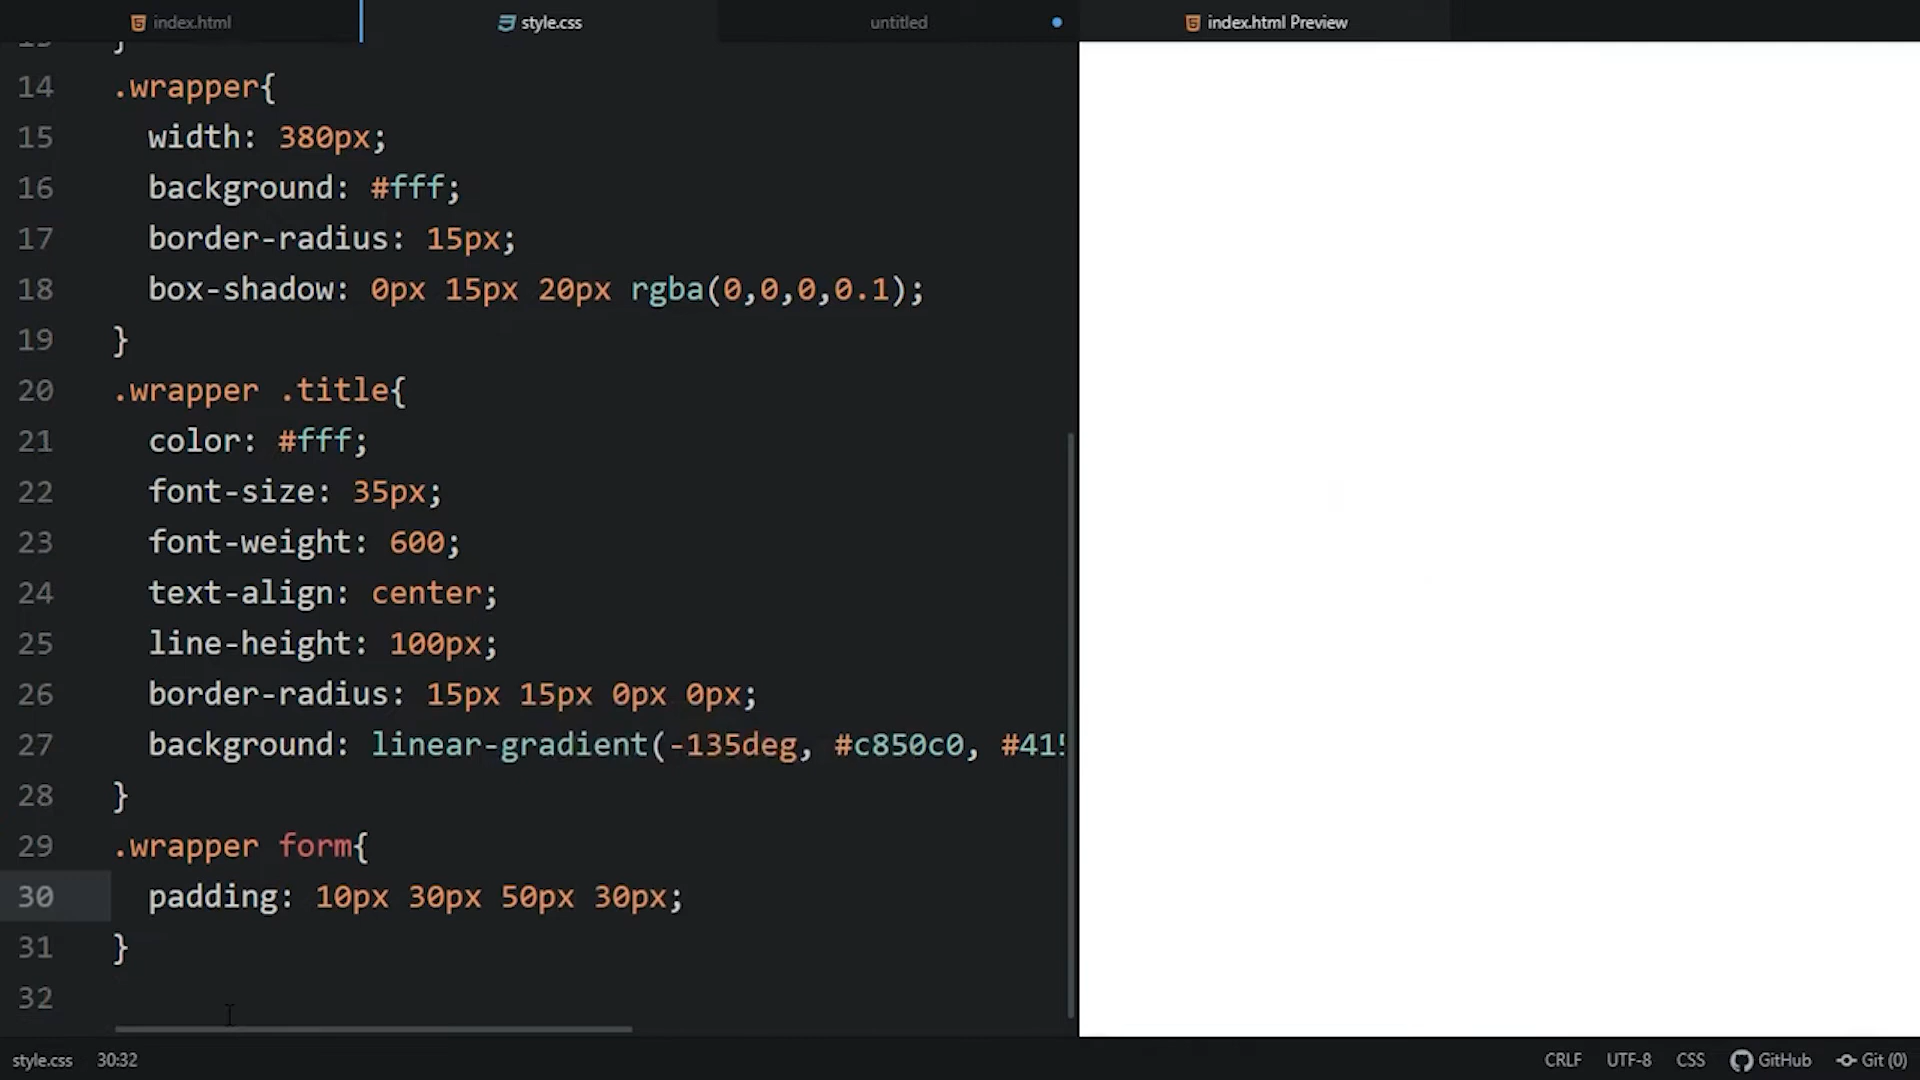 index.html
style.css
untitled
index.html Preview
14 .wrapper{
15 width: 380px;
16 background: #fff;
17 border-radius: 15px;
18 box-shadow: 0px 15px 20px rgba(0,0,0,0.1);
19 }
20 .wrapper .title{
21 color: #fff;
22 font-size: 35px;
23 font-weight: 600;
24 text-align: center;
25 line-height: 100px;
26 border-radius: 15px 15px 0px 0px;
27 background: linear-gradient(-135deg, #c850c0, #415
28 }
29 .wrapper form{
30 padding: 10px 30px 50px 30px;
31 }
32
style.css 30:32
CRLF UTF-8 CSS GitHub Git (0)